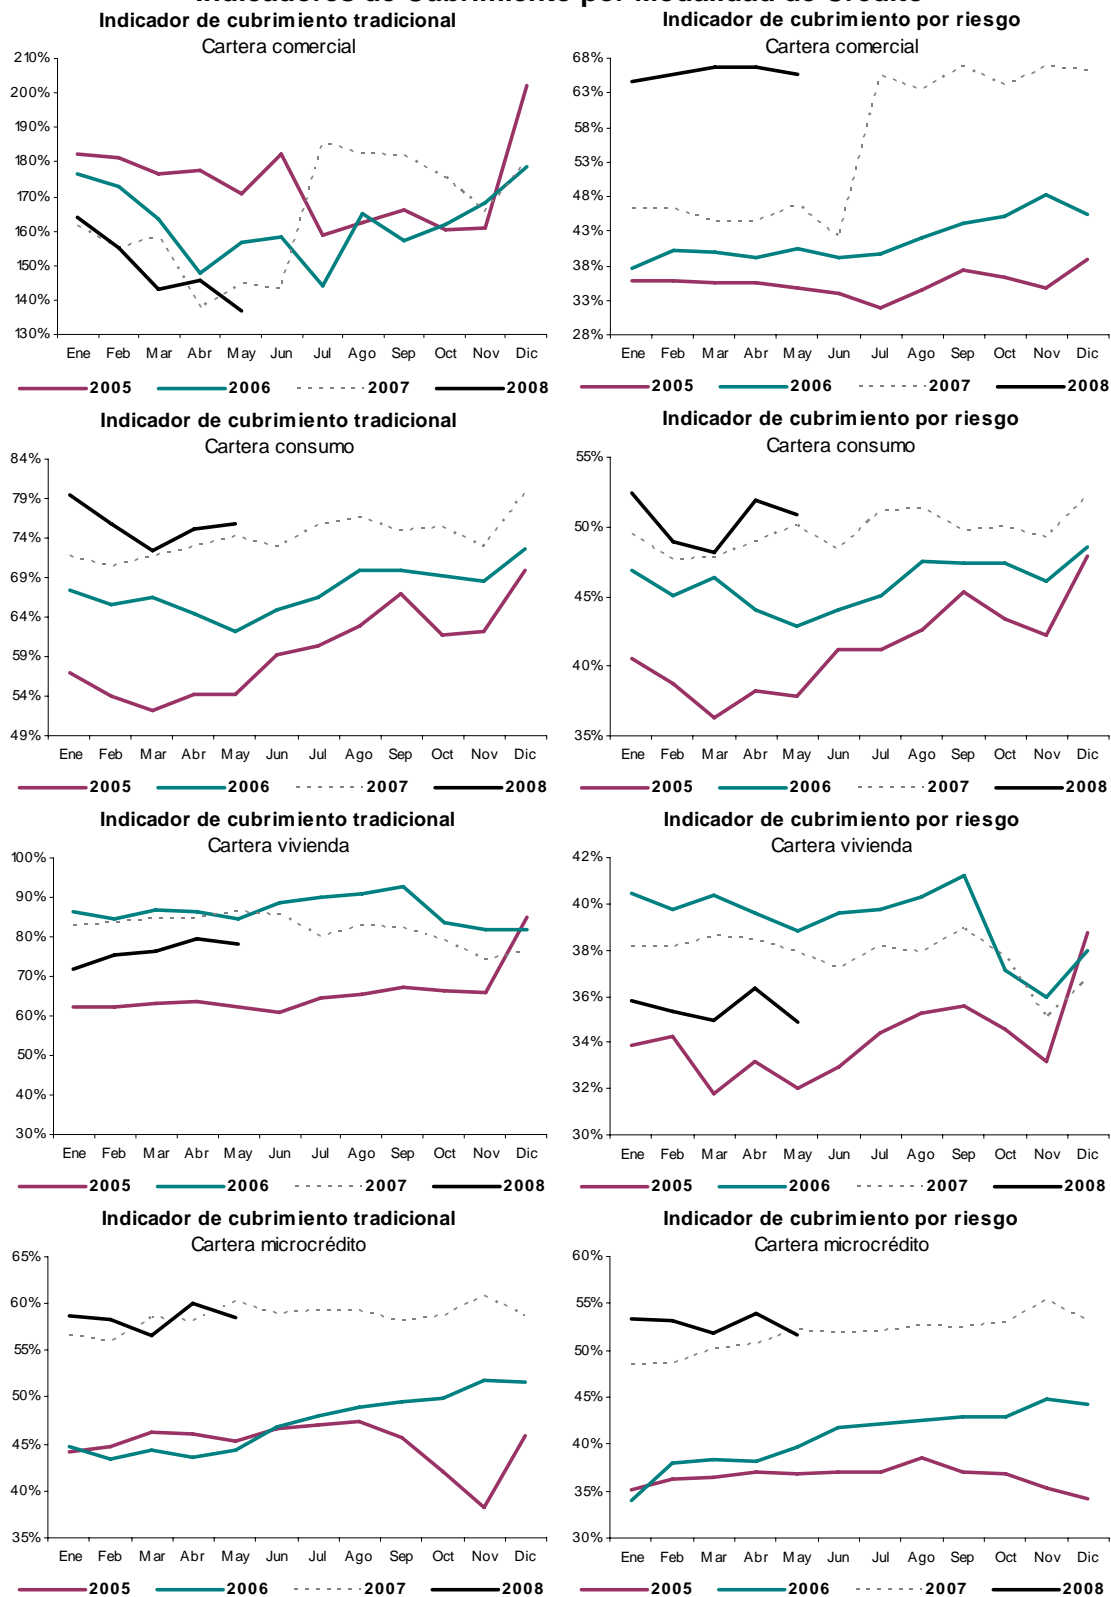 Indicadores de Cubrimiento por Modalidad de Crédito
Indicador de cubrimiento tradicional
Cartera comercial
210%
200%
190%
180%
170%
160%
150%
140%
130%
Ene Feb Mar Abr May Jun Jul Ago Sep Oct Nov Dic
2005 2006 2007 2008
Indicador de cubrimiento por riesgo
Cartera comercial
68%
63%
58%
53%
48%
43%
38%
33%
28%
Ene Feb Mar Abr May Jun Jul Ago Sep Oct Nov Dic
2005 2006 2007 2008
Indicador de cubrimiento tradicional
Cartera consumo
84%
79%
74%
69%
64%
59%
54%
49%
Ene Feb Mar Abr May Jun Jul Ago Sep Oct Nov Dic
2005 2006 2007 2008
Indicador de cubrimiento por riesgo
Cartera consumo
55%
50%
45%
40%
35%
Ene Feb Mar Abr May Jun Jul Ago Sep Oct Nov Dic
2005 2006 2007 2008
Indicador de cubrimiento tradicional
Cartera vivienda
100%
90%
80%
70%
60%
50%
40%
30%
Ene Feb Mar Abr May Jun Jul Ago Sep Oct Nov Dic
2005 2006 2007 2008
Indicador de cubrimiento por riesgo
Cartera vivienda
42%
40%
38%
36%
34%
32%
30%
Ene Feb Mar Abr May Jun Jul Ago Sep Oct Nov Dic
2005 2006 2007 2008
Indicador de cubrimiento tradicional
Cartera microcrédito
65%
60%
55%
50%
45%
40%
35%
Ene Feb Mar Abr May Jun Jul Ago Sep Oct Nov Dic
2005 2006 2007 2008
Indicador de cubrimiento por riesgo
Cartera microcrédito
60%
55%
50%
45%
40%
35%
30%
Ene Feb Mar Abr May Jun Jul Ago Sep Oct Nov Dic
2005 2006 2007 2008